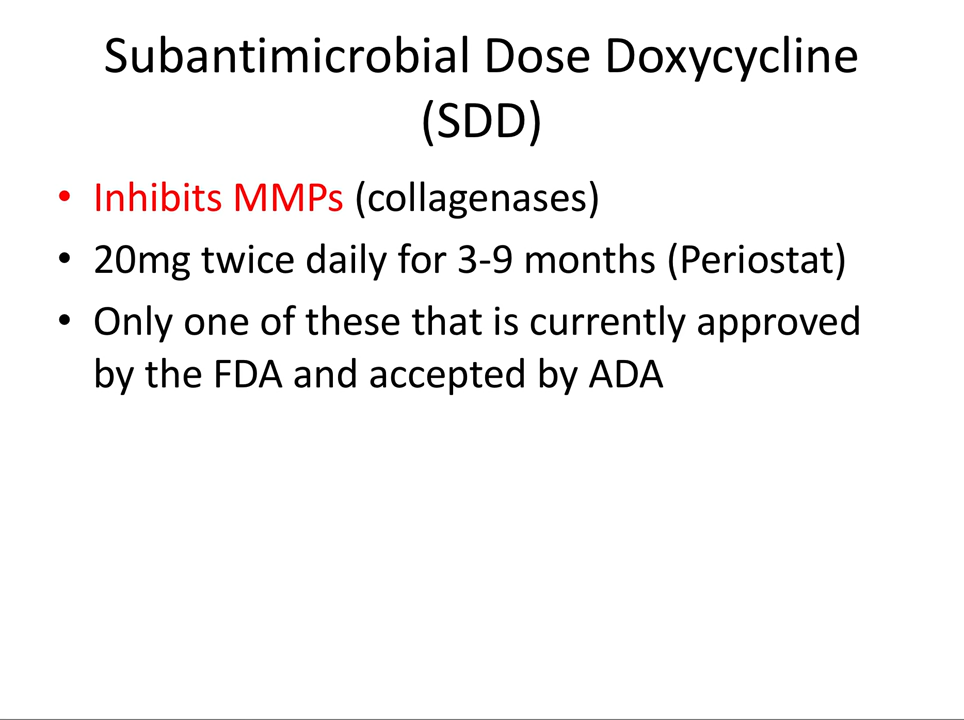 Subantimicrobial Dose Doxycycline
(SDD)
• Inhibits MMPs (collagenases)
• 20mg twice daily for 3-9 months (Periostat)
• Only one of these that is currently approved
by the FDA and accepted by ADA